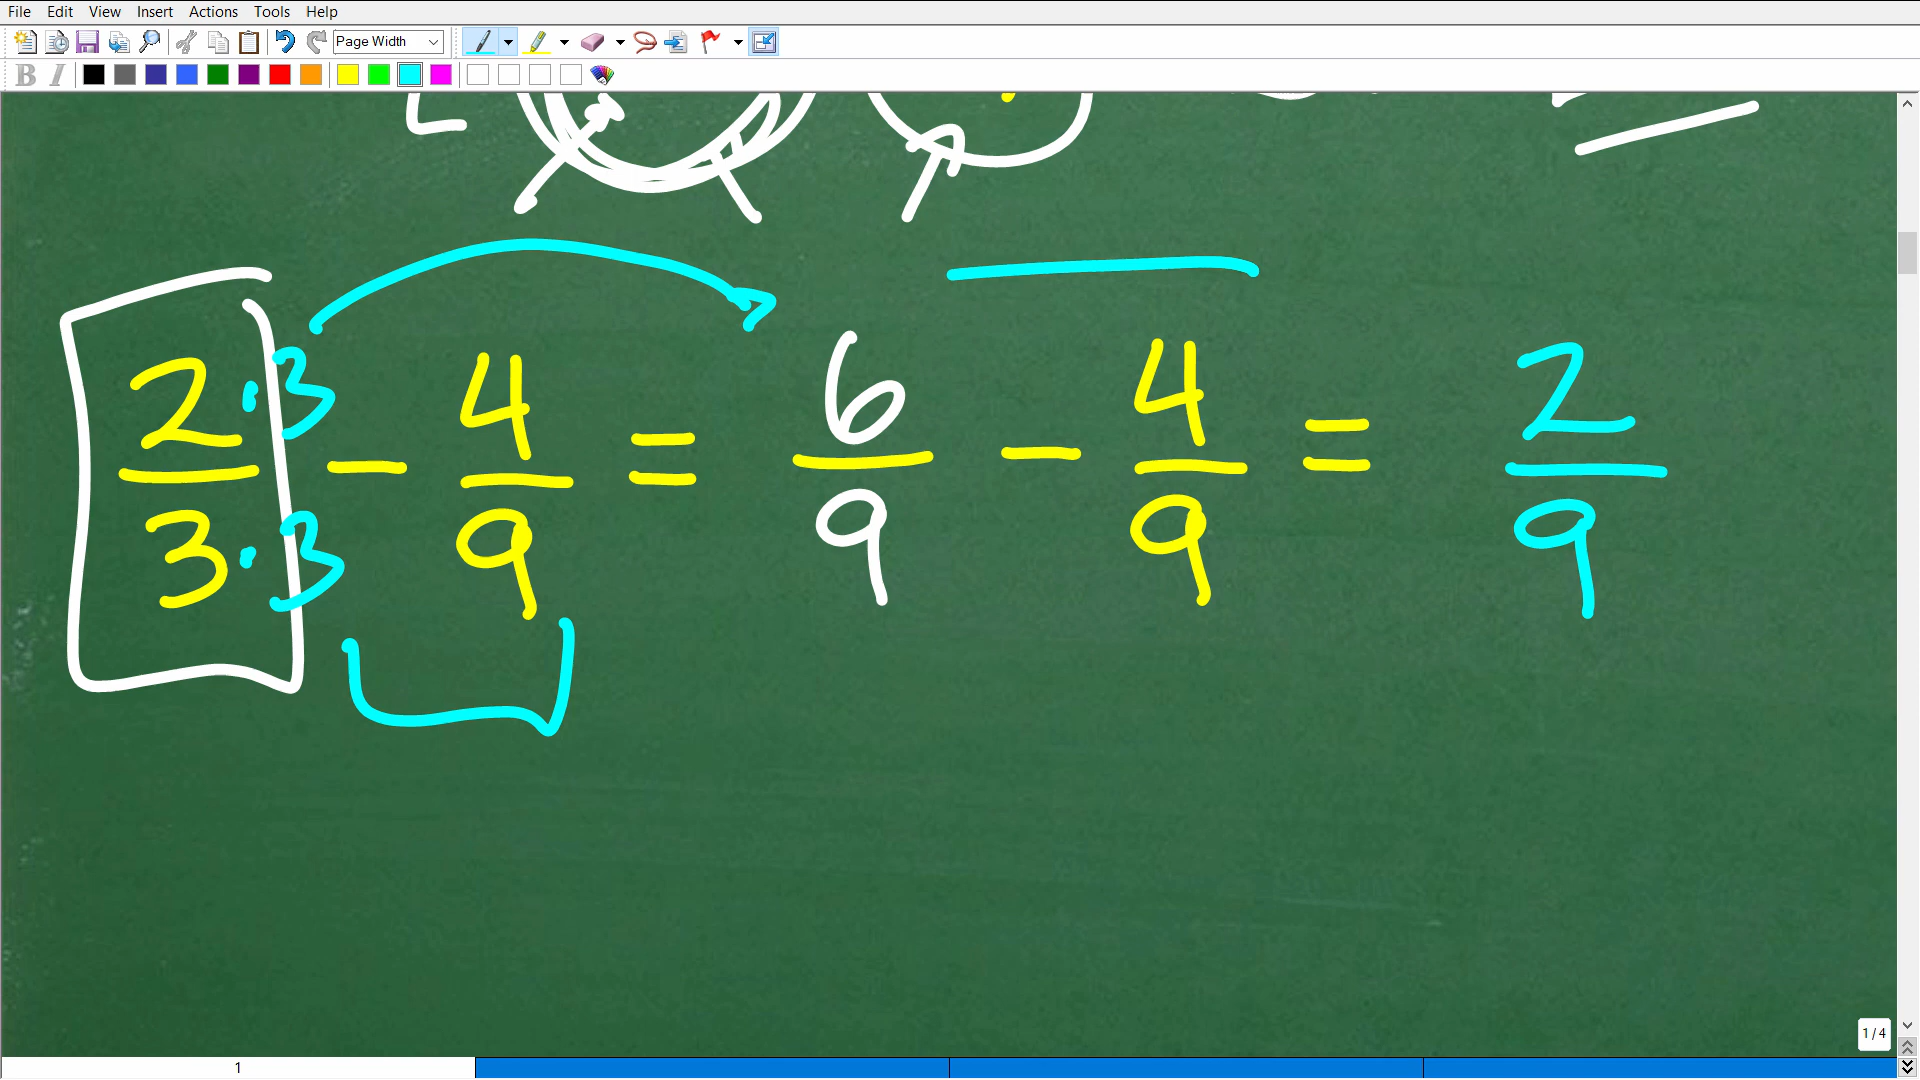 File Edit View Insert Actions Tools Help
Page Width
B I
2·3/3·3 − 4/9 = 6/9 − 4/9 = 2/9
1 / 4
1